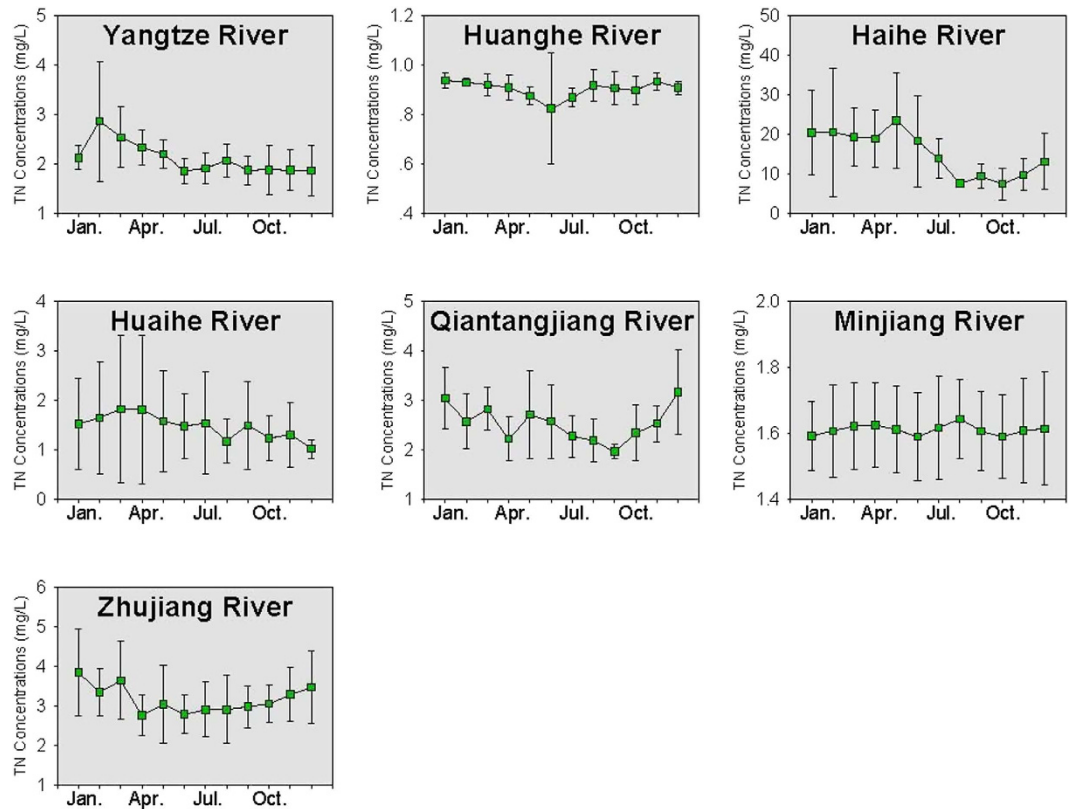 Yangtze River
TN Concentrations (mg/L)
5
4
3
2
1
Jan. Apr. Jul. Oct.
Huanghe River
TN Concentrations (mg/L)
1.2
1.0
.8
.6
.4
Jan. Apr. Jul. Oct.
Haihe River
TN Concentrations (mg/L)
50
40
30
20
10
0
Jan. Apr. Jul. Oct.
Huaihe River
TN Concentrations (mg/L)
4
3
2
1
0
Jan. Apr. Jul. Oct.
Qiantangjiang River
TN Concentrations (mg/L)
5
4
3
2
1
Jan. Apr. Jul. Oct.
Minjiang River
TN Concentrations (mg/L)
2.0
1.8
1.6
1.4
Jan. Apr. Jul. Oct.
Zhujiang River
TN Concentrations (mg/L)
6
5
4
3
2
1
Jan. Apr. Jul. Oct.